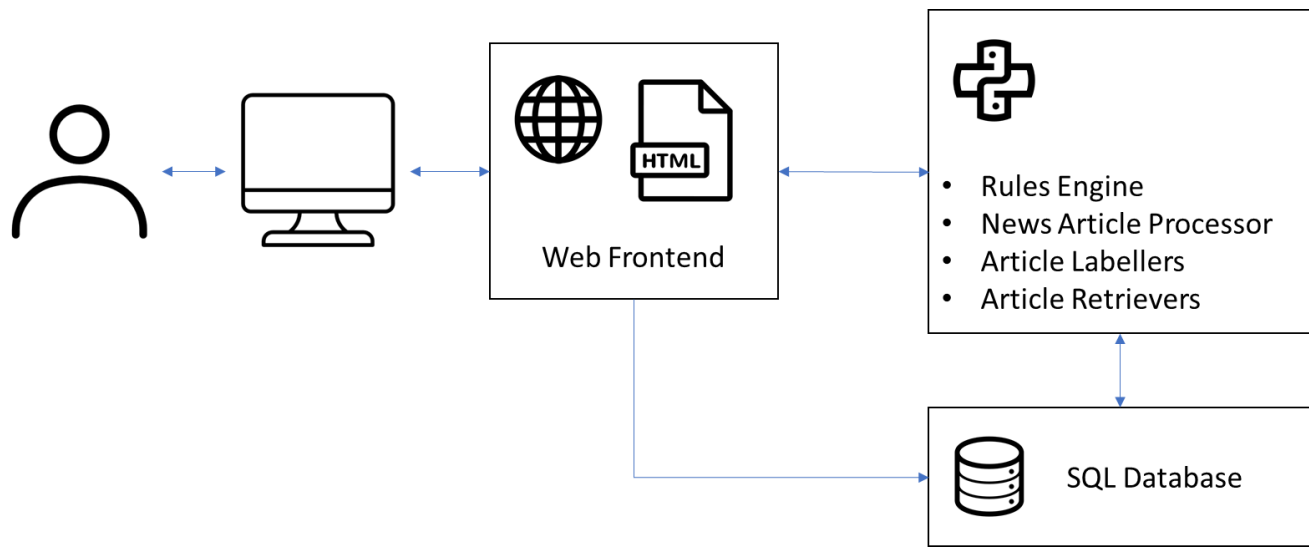 HTML
Web Frontend
• Rules Engine
• News Article Processor
• Article Labellers
• Article Retrievers
SQL Database